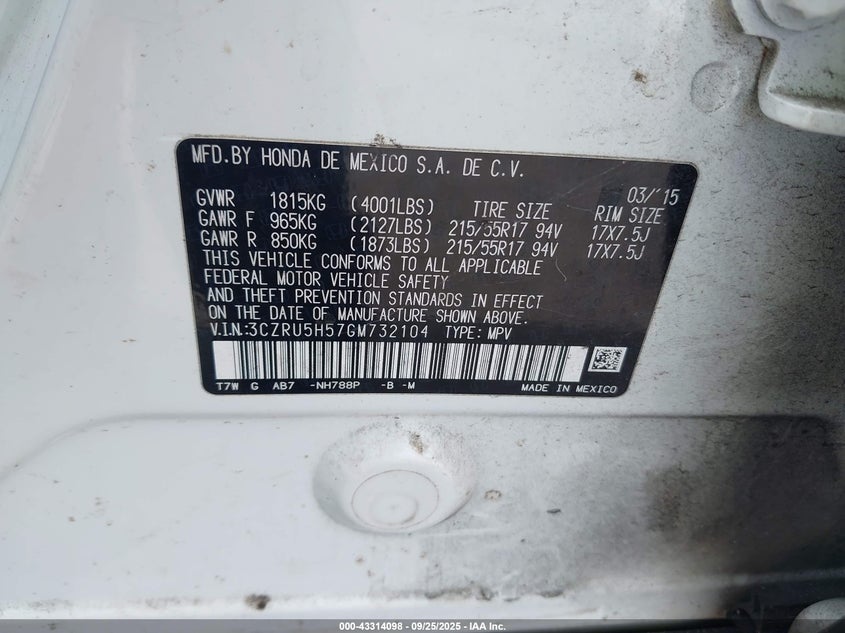 MFD.BY HONDA DE MEXICO S.A. DE C.V.
03/'15
GVWR 1815KG (4001LBS) TIRE SIZE RIM SIZE
GAWR F 965KG (2127LBS) 215/55R17 94V 17X7.5J
GAWR R 850KG (1873LBS) 215/55R17 94V 17X7.5J
THIS VEHICLE CONFORMS TO ALL APPLICABLE
FEDERAL MOTOR VEHICLE SAFETY
AND THEFT PREVENTION STANDARDS IN EFFECT
ON THE DATE OF MANUFACTURE SHOWN ABOVE.
V.I.N.:3CZRU5H57GM732104 TYPE: MPV
T7W G AB7 -NH788P -B -M MADE IN MEXICO
000-43314098 - 09/25/2025 - IAA Inc.